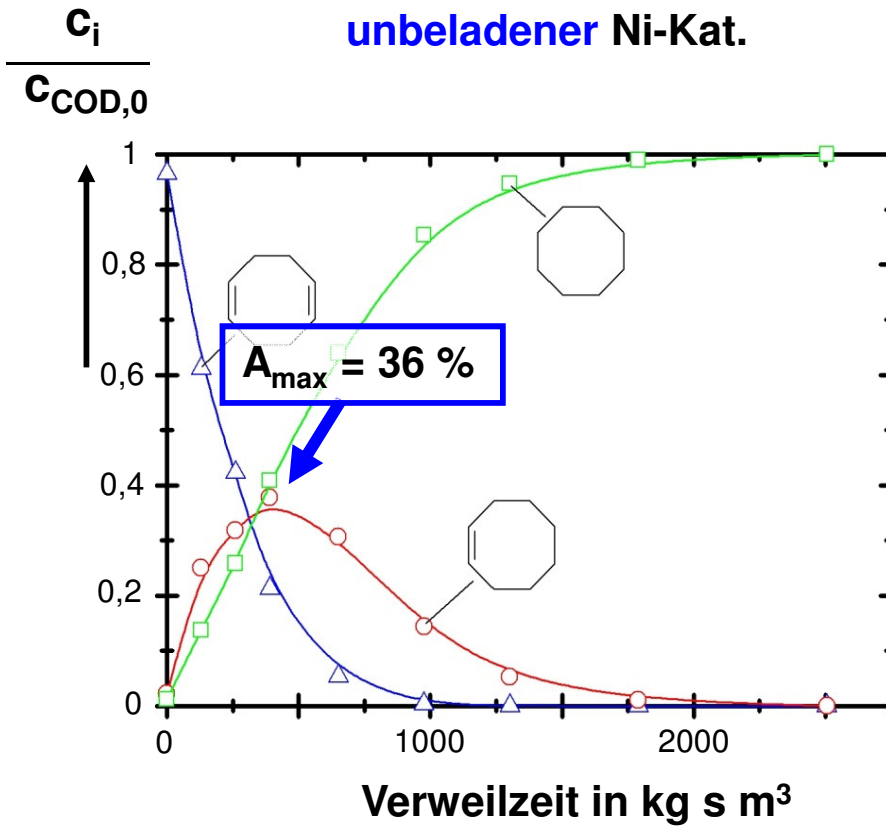 unbeladener Ni-Kat.
cᵢ
c_COD,0
1
0,8
0,6
0,4
0,2
0
A_max = 36 %
0 1000 2000
Verweilzeit in kg s m³